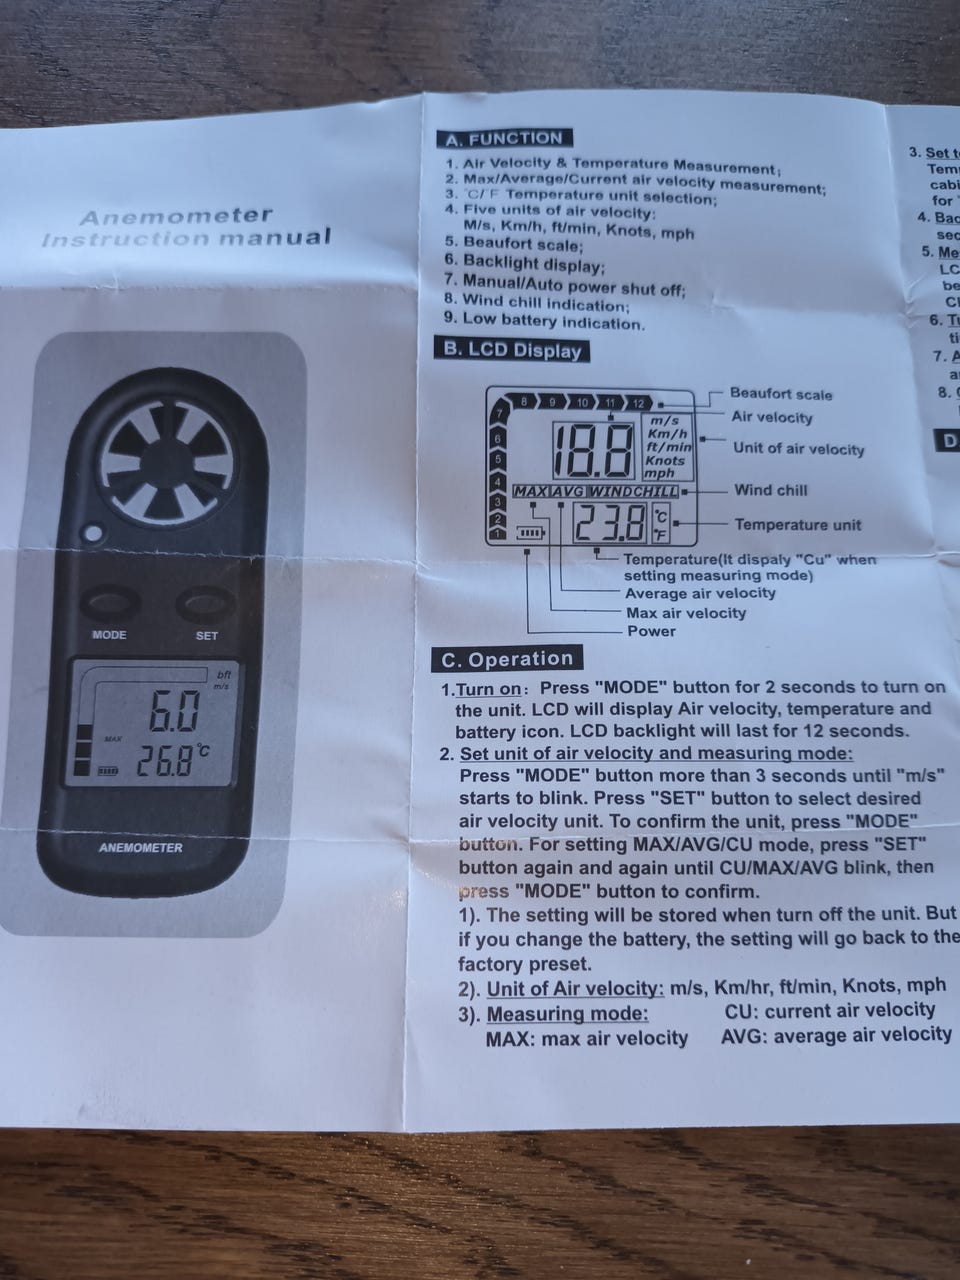 Anemometer
Instruction manual
MODE
SET
bft
m/s
6.0
MAX
26.8°C
ANEMOMETER
A. FUNCTION
1. Air Velocity & Temperature Measurement;
2. Max/Average/Current air velocity measurement;
3. °C/°F Temperature unit selection;
4. Five units of air velocity:
M/s, Km/h, ft/min, Knots, mph
5. Beaufort scale;
6. Backlight display;
7. Manual/Auto power shut off;
8. Wind chill indication;
9. Low battery indication.
B. LCD Display
1
2
3
4
5
6
7
8 9 10 11 12
18.8
m/s
Km/h
ft/min
Knots
mph
MAX AVG WINDCHILL
23.8
°C
°F
Beaufort scale
Air velocity
Unit of air velocity
Wind chill
Temperature unit
Temperature(It dispaly "Cu" when
setting measuring mode)
Average air velocity
Max air velocity
Power
C. Operation
1.Turn on: Press "MODE" button for 2 seconds to turn on
the unit. LCD will display Air velocity, temperature and
battery icon. LCD backlight will last for 12 seconds.
2. Set unit of air velocity and measuring mode:
Press "MODE" button more than 3 seconds until "m/s"
starts to blink. Press "SET" button to select desired
air velocity unit. To confirm the unit, press "MODE"
button. For setting MAX/AVG/CU mode, press "SET"
button again and again until CU/MAX/AVG blink, then
press "MODE" button to confirm.
1). The setting will be stored when turn off the unit. But
if you change the battery, the setting will go back to the
factory preset.
2). Unit of Air velocity: m/s, Km/hr, ft/min, Knots, mph
3). Measuring mode: CU: current air velocity
MAX: max air velocity AVG: average air velocity
3. Set
for
4.
5.
6.
7.
8.
D